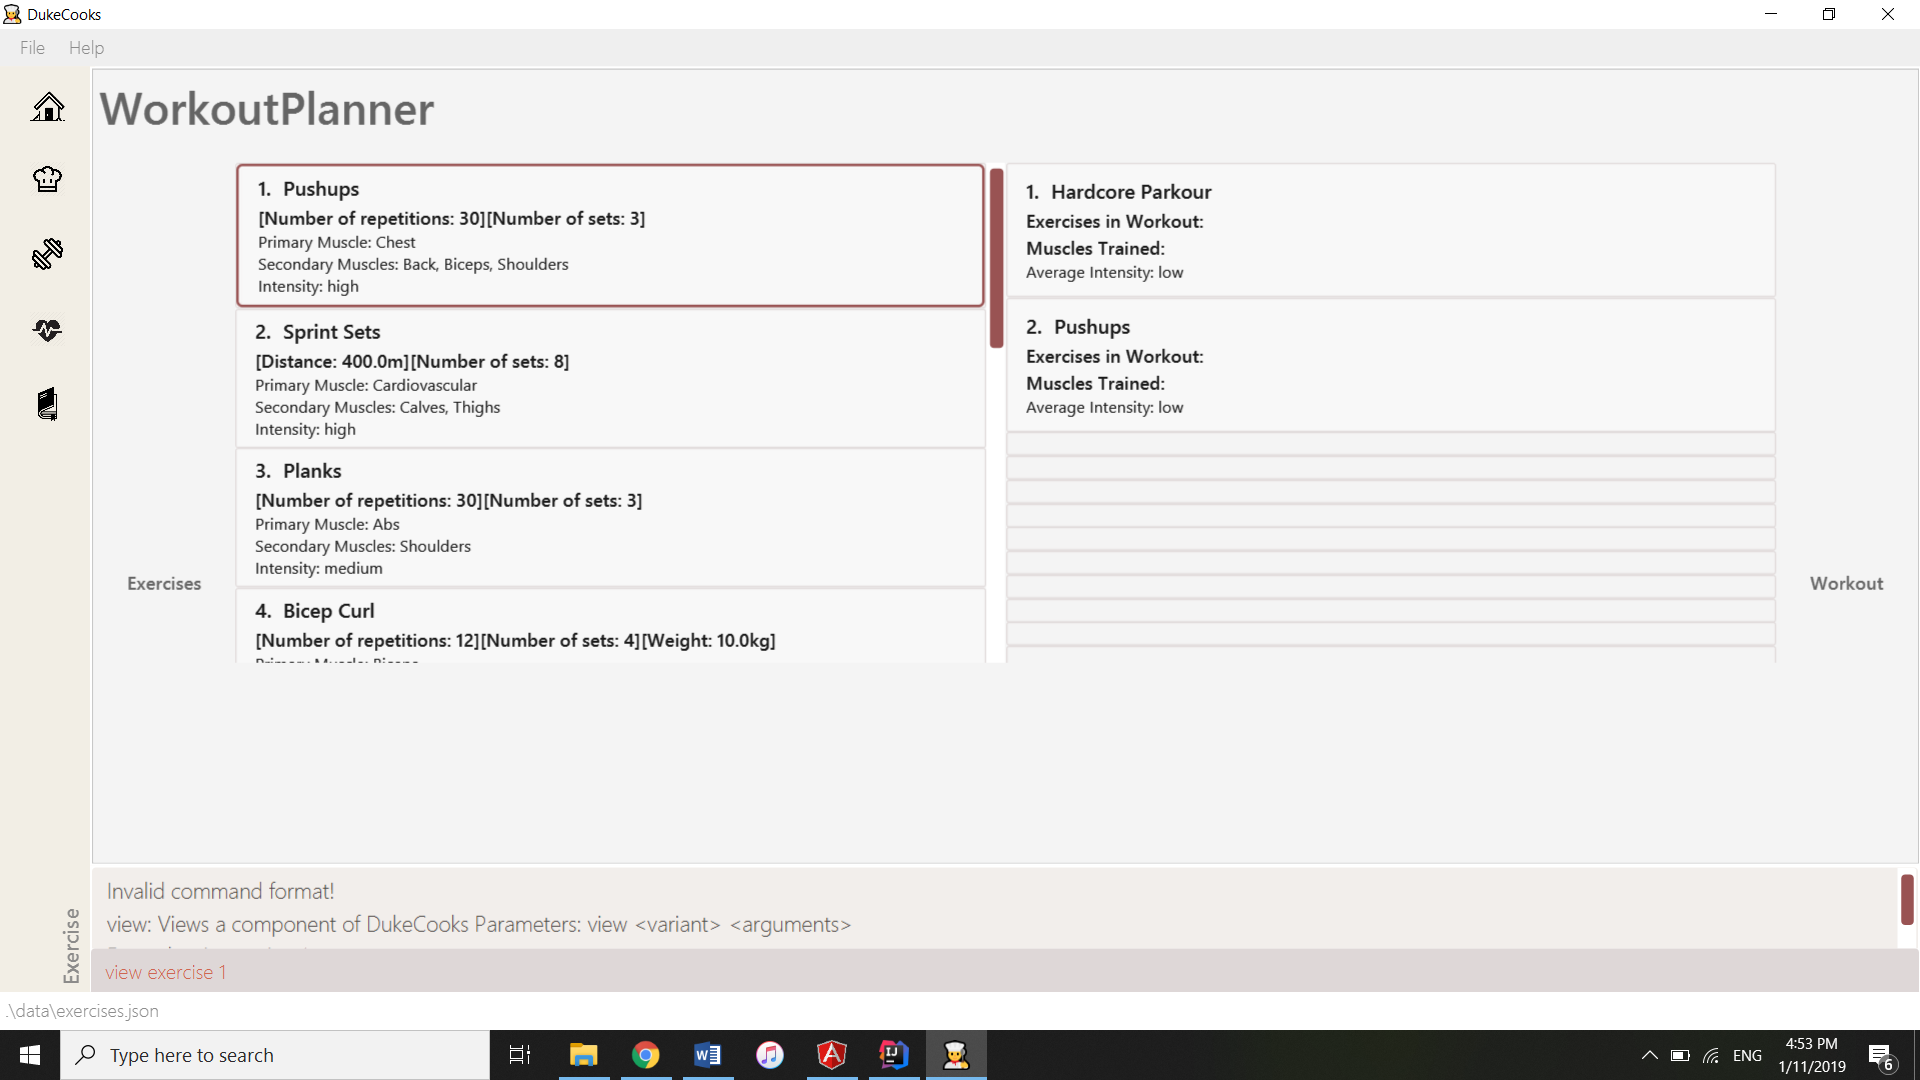 DukeCooks
File Help
WorkoutPlanner
Exercises
1. Pushups
[Number of repetitions: 30][Number of sets: 3]
Primary Muscle: Chest
Secondary Muscles: Back, Biceps, Shoulders
Intensity: high
2. Sprint Sets
[Distance: 400.0m][Number of sets: 8]
Primary Muscle: Cardiovascular
Secondary Muscles: Calves, Thighs
Intensity: high
3. Planks
[Number of repetitions: 30][Number of sets: 3]
Primary Muscle: Abs
Secondary Muscles: Shoulders
Intensity: medium
4. Bicep Curl
[Number of repetitions: 12][Number of sets: 4][Weight: 10.0kg]
Primary Muscle: Biceps
1. Hardcore Parkour
Exercises in Workout:
Muscles Trained:
Average Intensity: low
2. Pushups
Exercises in Workout:
Muscles Trained:
Average Intensity: low
Workout
Exercise
Invalid command format!
view: Views a component of DukeCooks Parameters: view <variant> <arguments>
view exercise 1
.\data\exercises.json
Type here to search
ENG
4:53 PM
1/11/2019
6